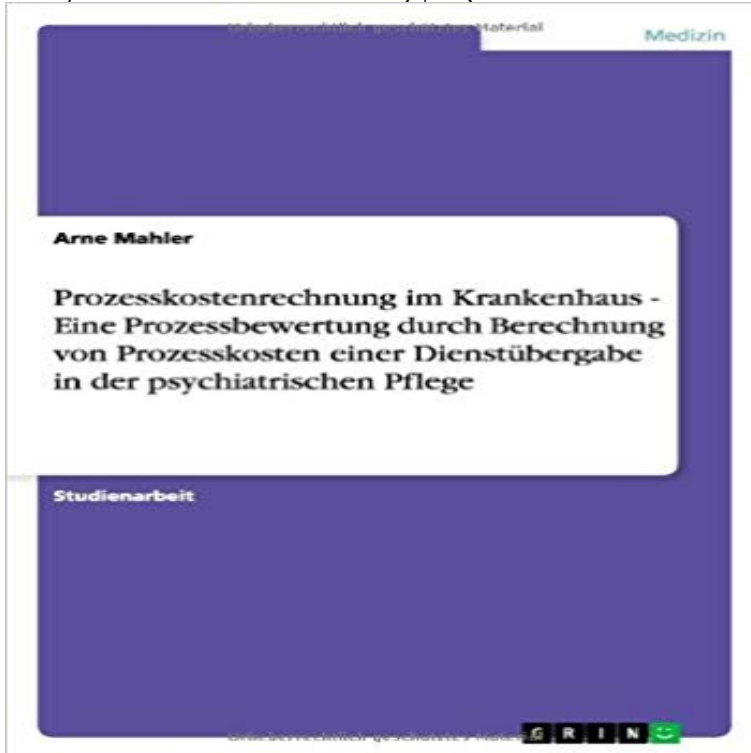 Medizin
Arne Mahler
Prozesskostenrechnung im Krankenhaus -
Eine Prozessbewertung durch Berechnung
von Prozesskosten einer Dienstübergabe
in der psychiatrischen Pflege
Studienarbeit
GRIN